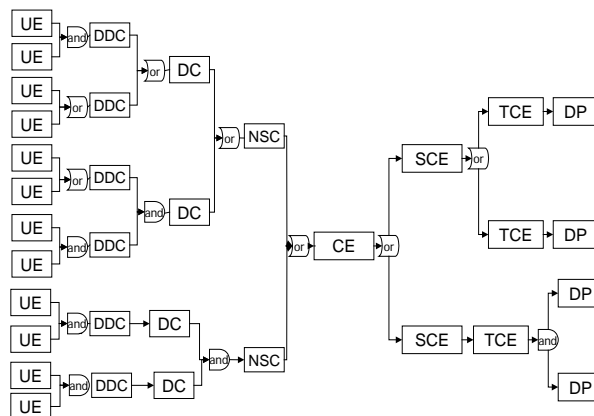 UE
and
DDC
UE
or
DC
UE
or
DDC
UE
or
NSC
UE
or
DDC
UE
and
DC
UE
and
DDC
UE
or
CE
or
SCE
or
TCE
DP
TCE
DP
UE
and
DDC
DC
UE
and
NSC
UE
and
DDC
DC
UE
SCE
TCE
and
DP
DP